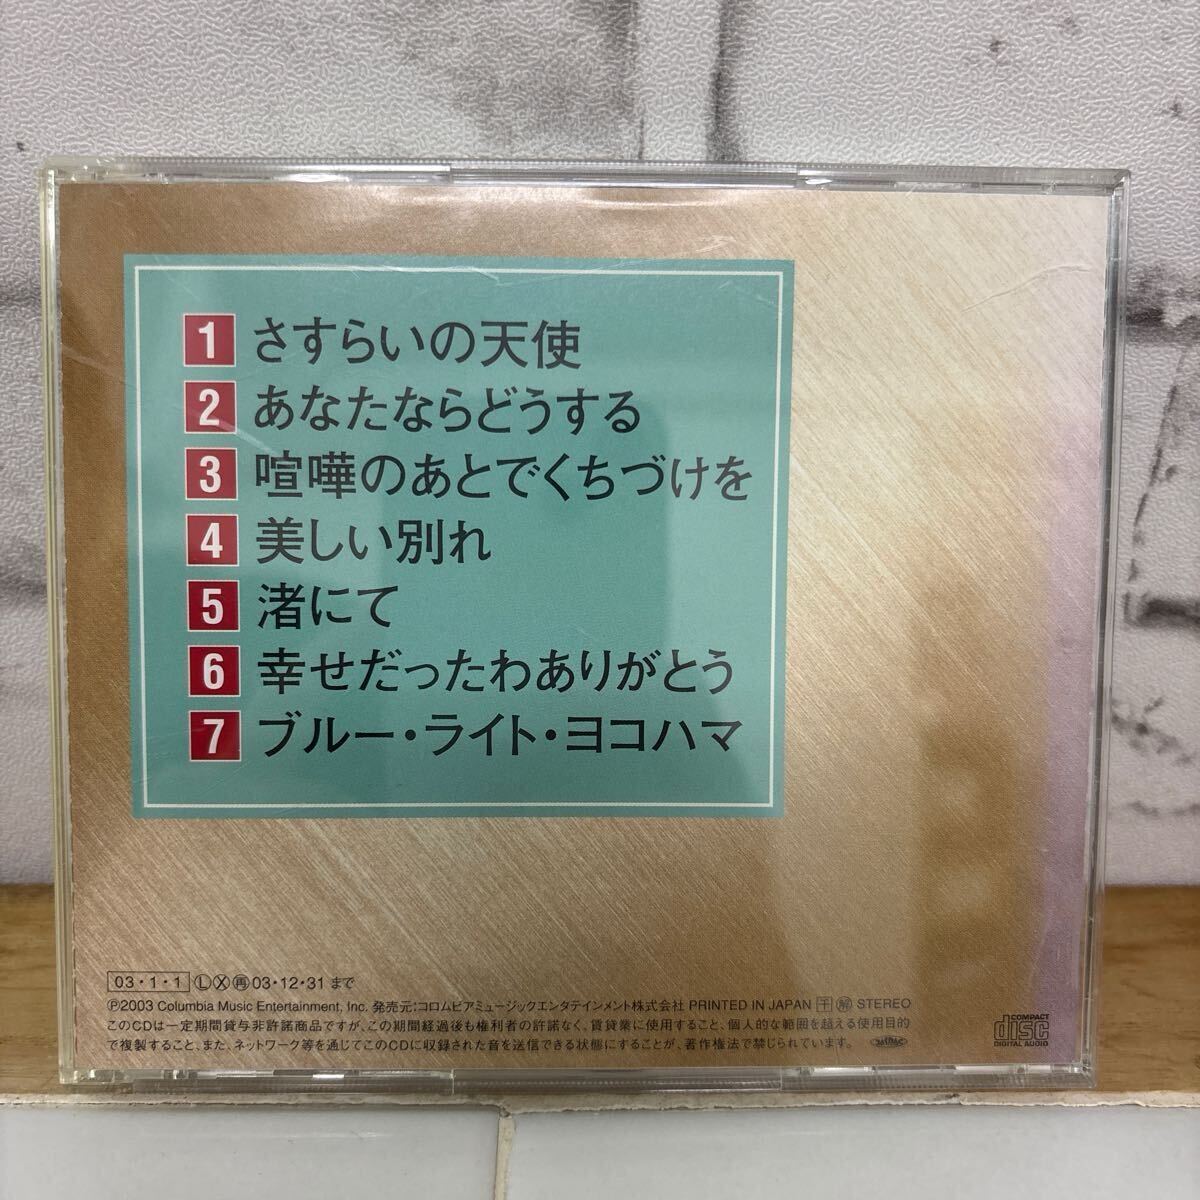 1 さすらいの天使
2 あなたならどうする
3 喧嘩のあとでくちづけを
4 美しい別れ
5 渚にて
6 幸せだったわありがとう
7 ブルー・ライト・ヨコハマ
03・1・1 Ⓛ Ⓧ ㊢03・12・31 まで
℗2003 Columbia Music Entertainment, Inc. 発売元:コロムビアミュージックエンタテインメント株式会社 PRINTED IN JAPAN 干 解 STEREO
このCDは一定期間貸与非許諾商品ですが、この期間経過後も権利者の許諾なく、賃貸業に使用すること、個人的な範囲を超える使用目的
で複製すること、また、ネットワーク等を通じてこのCDに収録された音を送信できる状態にすることが、著作権法で禁じられています。
COMPACT
disc
DIGITAL AUDIO